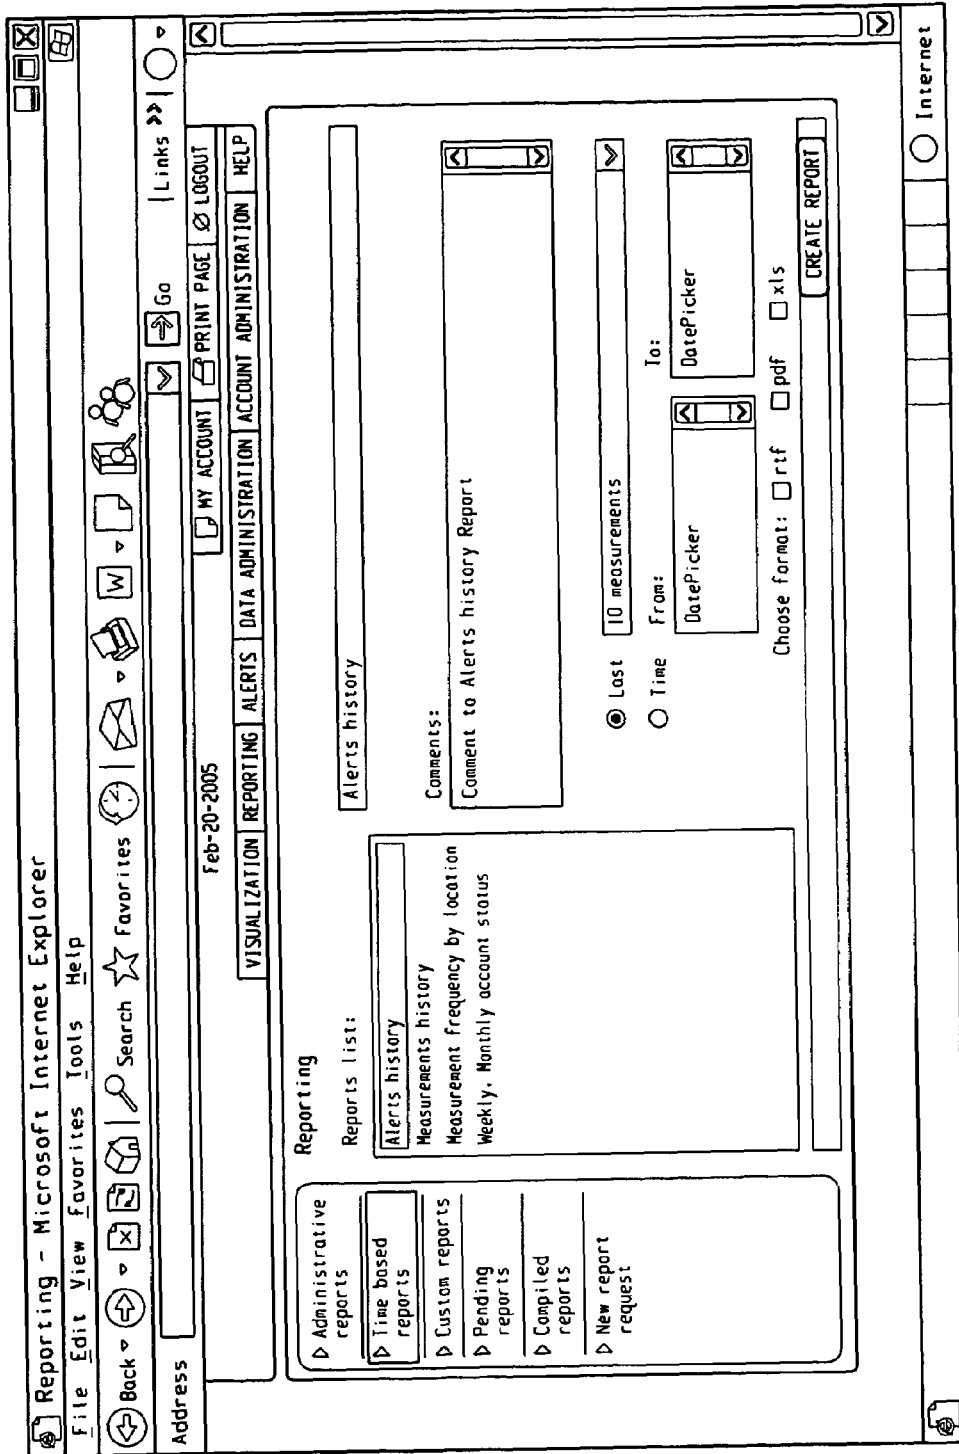 Reporting - Microsoft Internet Explorer
File Edit View Favorites Tools Help
Back Search Favorites W
Address Go Links »
Feb-20-2005 MY ACCOUNT PRINT PAGE LOGOUT
VISUALIZATION REPORTING ALERTS DATA ADMINISTRATION ACCOUNT ADMINISTRATION HELP
Administrative
reports
Time based
reports
Custom reports
Pending
reports
Compiled
reports
New report
request
Reporting
Reports list:
Alerts history
Measurements history
Measurement frequency by location
Weekly, Monthly account status
Alerts history
Comments:
Comment to Alerts history Report
Last 10 measurements
Time From: To:
DatePicker DatePicker
Choose format: rtf pdf xls
CREATE REPORT
Internet